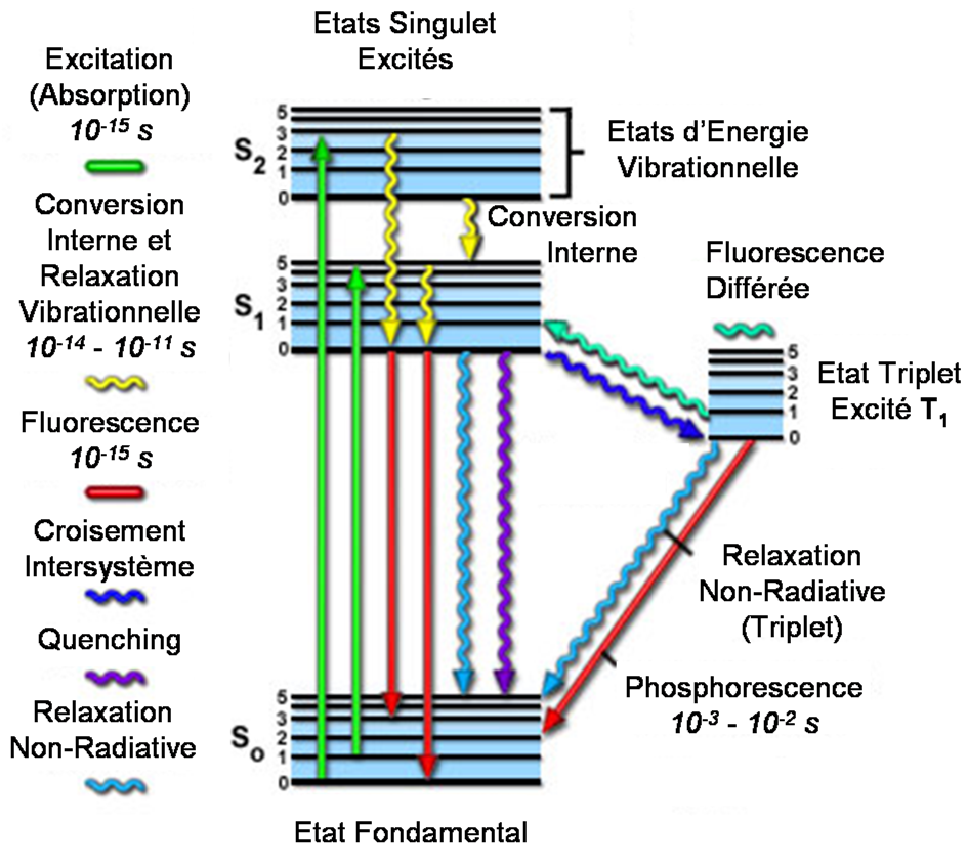 Etats Singulet
Excités
Excitation
(Absorption)
10-15 s
Conversion
Interne et
Relaxation
Vibrationnelle
10-14 - 10-11 s
Fluorescence
10-15 s
Croisement
Intersystème
Quenching
Relaxation
Non-Radiative
S2
5
3
2
1
0
Etats d'Energie
Vibrationnelle
Conversion
Interne
S1
5
3
2
1
0
Fluorescence
Différée
5
3
2
1
0
Etat Triplet
Excité T1
Relaxation
Non-Radiative
(Triplet)
Phosphorescence
10-3 - 10-2 s
So
5
3
2
1
0
Etat Fondamental